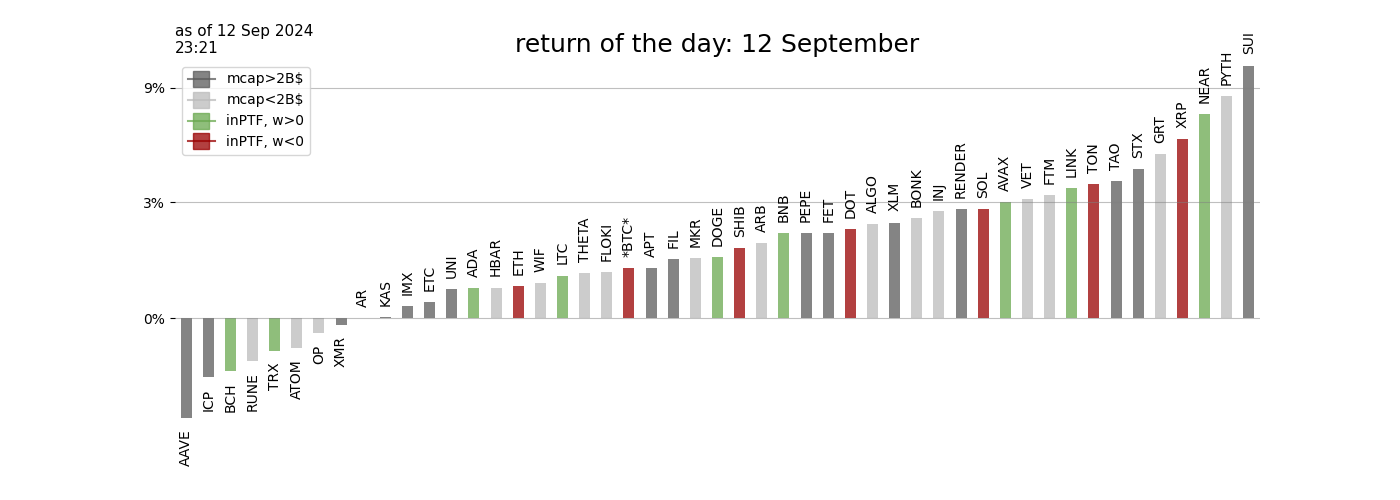 as of 12 Sep 2024
23:21
return of the day: 12 September
mcap>2B$
mcap<2B$
inPTF, w>0
inPTF, w<0
9%
3%
0%
AAVE
ICP
BCH
RUNE
TRX
ATOM
OP
XMR
AR
KAS
IMX
ETC
UNI
ADA
HBAR
ETH
WIF
LTC
THETA
FLOKI
*BTC*
APT
FIL
MKR
DOGE
SHIB
ARB
BNB
PEPE
FET
DOT
ALGO
XLM
BONK
INJ
RENDER
SOL
AVAX
VET
FTM
LINK
TON
TAO
STX
GRT
XRP
NEAR
PYTH
SUI